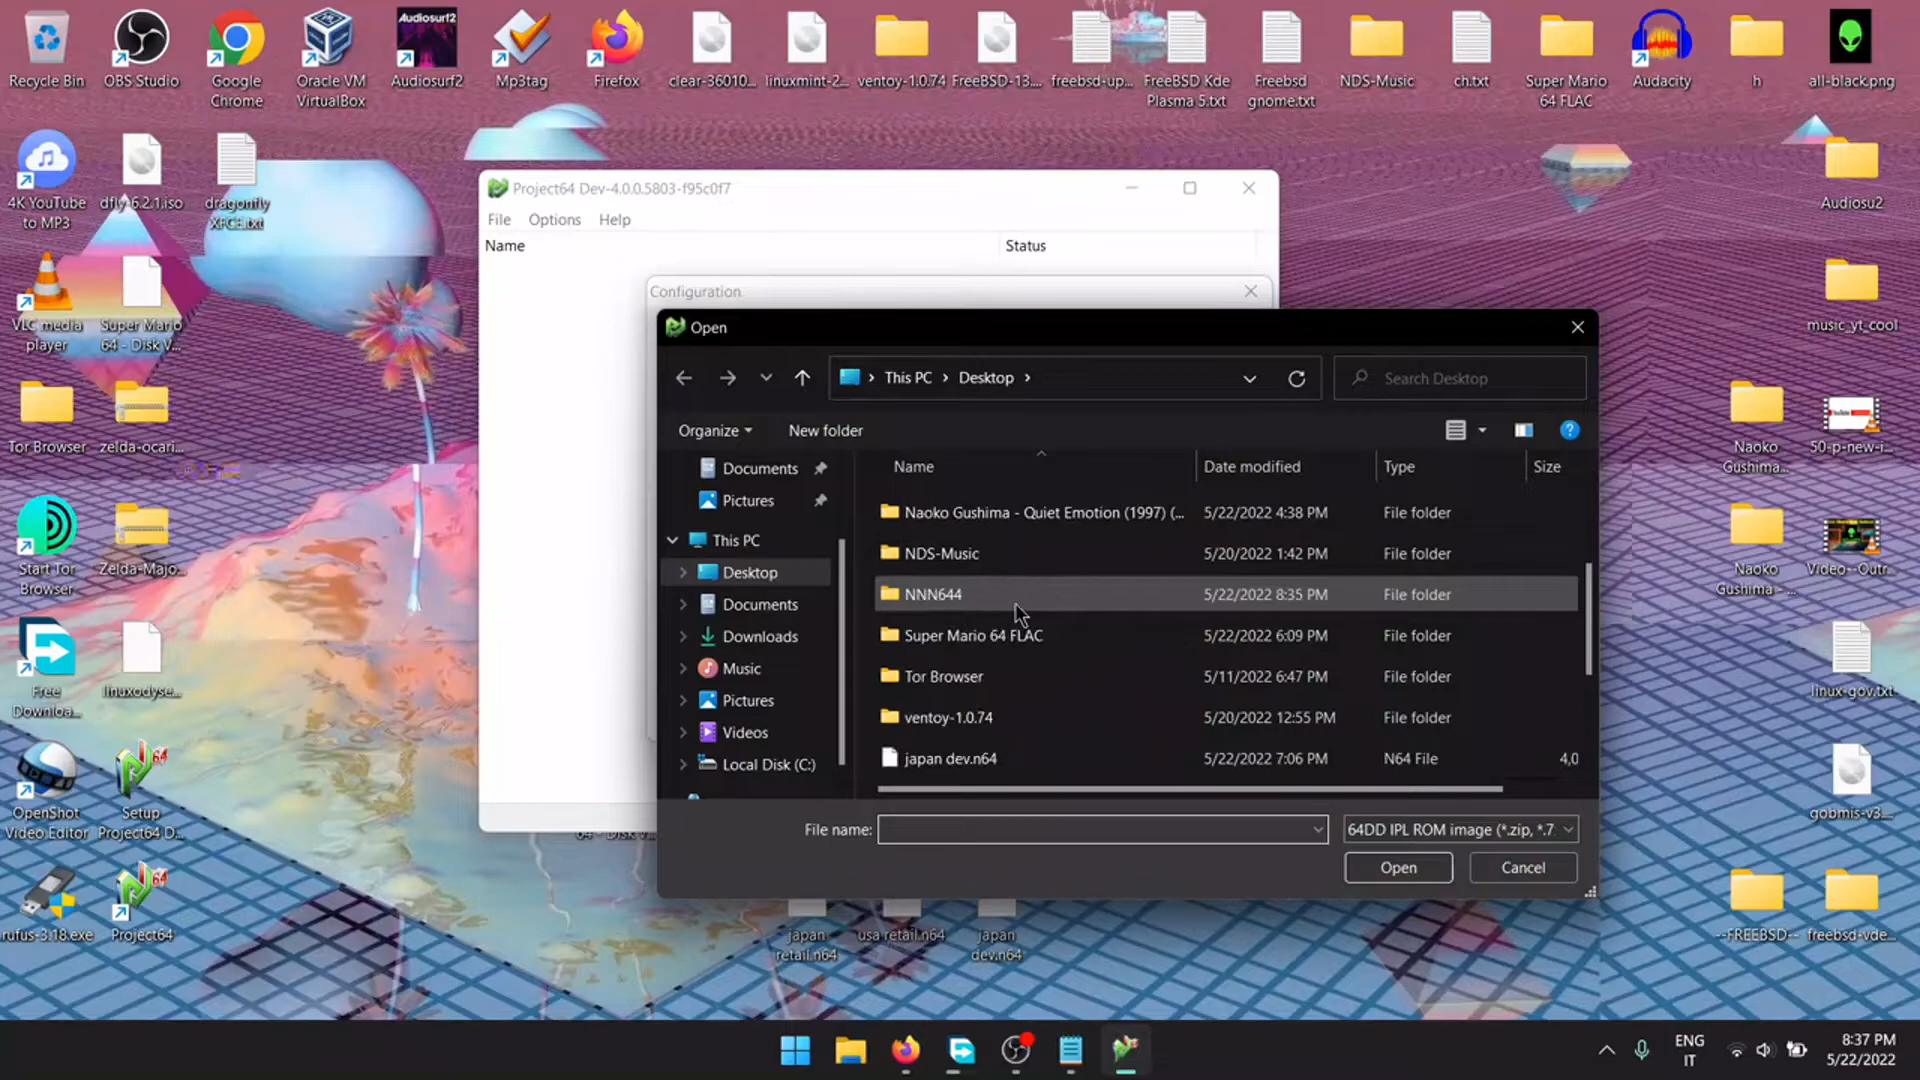 Recycle Bin
OBS Studio
Google
Chrome
Oracle VM
VirtualBox
Audiosurf2
Audiosurf2
Mp3tag
Firefox
clear-36010...
linuxmint-2...
ventoy-1.0.74
FreeBSD-13....
freebsd-up...
FreeBSD Kde
Plasma 5.txt
Freebsd
gnome.txt
NDS-Music
ch.txt
Super Mario
64 FLAC
Audacity
h
all-black.png
4K YouTube
to MP3
dfly-6.2.1.iso
dragonfly
XFCE.txt
Audiosu2
VLC media
player
Super Mario
64 - Disk V...
music_yt_cool
Tor Browser
zelda-ocari...
Naoko
Gushima...
50-p-new-i...
Start Tor
Browser
Zelda-Majo...
Naoko
Gushima - ...
Video--Outr...
Free
Downloa...
linuxodyse...
linux-gov.txt
OpenShot
Video Editor
64
Setup
Project64 D...
gobmis-v3...
rufus-3.18.exe
64
Project64
--FREEBSD--
freebsd-vde...
Project64 Dev-4.0.0.5803-f95c0f7
File
Options
Help
Name
Status
Configuration
Open
This PC
Desktop
Search Desktop
Organize
New folder
Name
Date modified
Type
Size
Documents
Pictures
This PC
Desktop
Documents
Downloads
Music
Pictures
Videos
Local Disk (C:)
Naoko Gushima - Quiet Emotion (1997) (... 5/22/2022 4:38 PM File folder
NDS-Music 5/20/2022 1:42 PM File folder
NNN644 5/22/2022 8:35 PM File folder
Super Mario 64 FLAC 5/22/2022 6:09 PM File folder
Tor Browser 5/11/2022 6:47 PM File folder
ventoy-1.0.74 5/20/2022 12:55 PM File folder
japan dev.n64 5/22/2022 7:06 PM N64 File 4,0
File name:
64DD IPL ROM image (*.zip, *.7
Open
Cancel
64 - Disk V...
japan
retail.n64
usa retail.n64
japan
dev.n64
ENG
IT
8:37 PM
5/22/2022